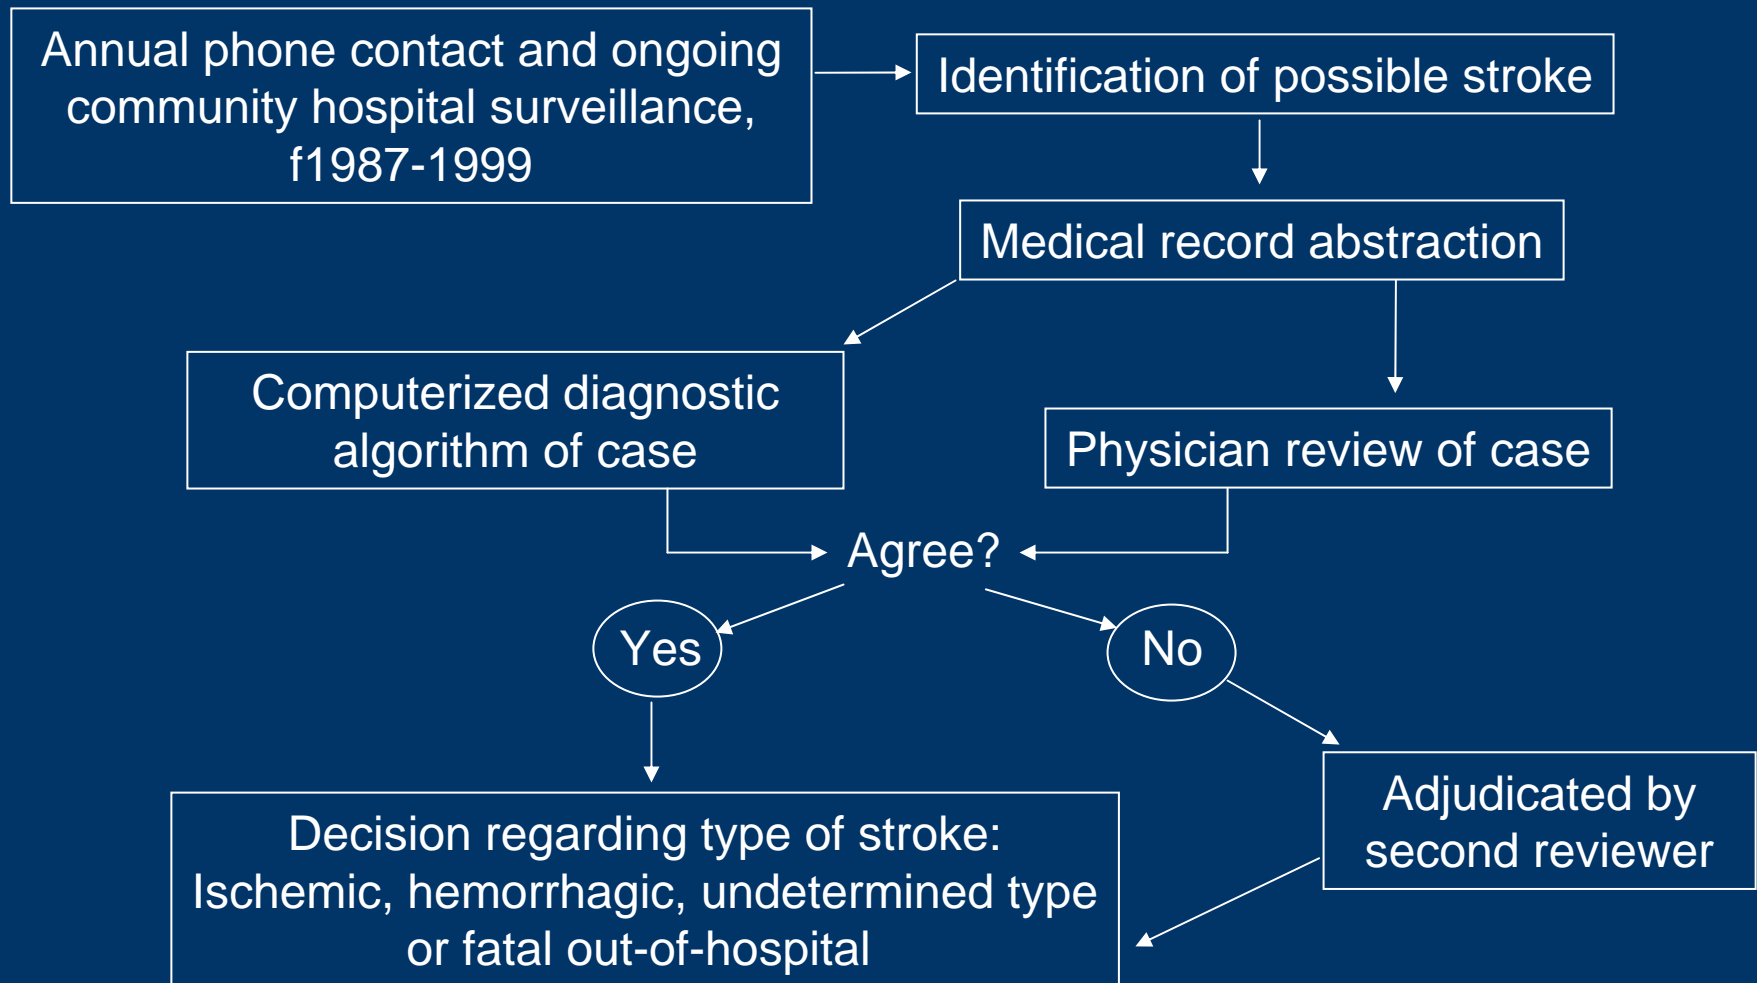 Annual phone contact and ongoing
community hospital surveillance,
f1987-1999
Identification of possible stroke
Medical record abstraction
Computerized diagnostic
algorithm of case
Physician review of case
Agree?
Yes
No
Adjudicated by
second reviewer
Decision regarding type of stroke:
Ischemic, hemorrhagic, undetermined type
or fatal out-of-hospital